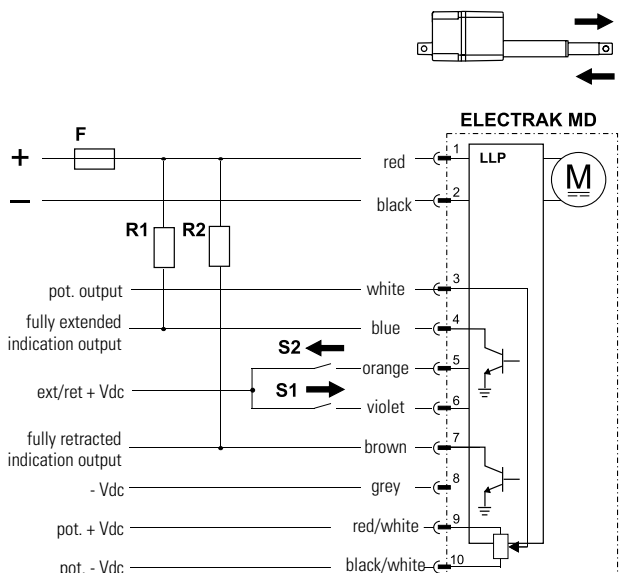 ELECTRAK MD
F
+ red 1 LLP M
– black 2
R1 R2
pot. output white 3
fully extended
indication output
blue 4
S2
orange 5
ext/ret + Vdc
S1
violet 6
fully retracted
indication output
brown 7
- Vdc grey 8
pot. + Vdc red/white 9
pot. - Vdc black/white 10